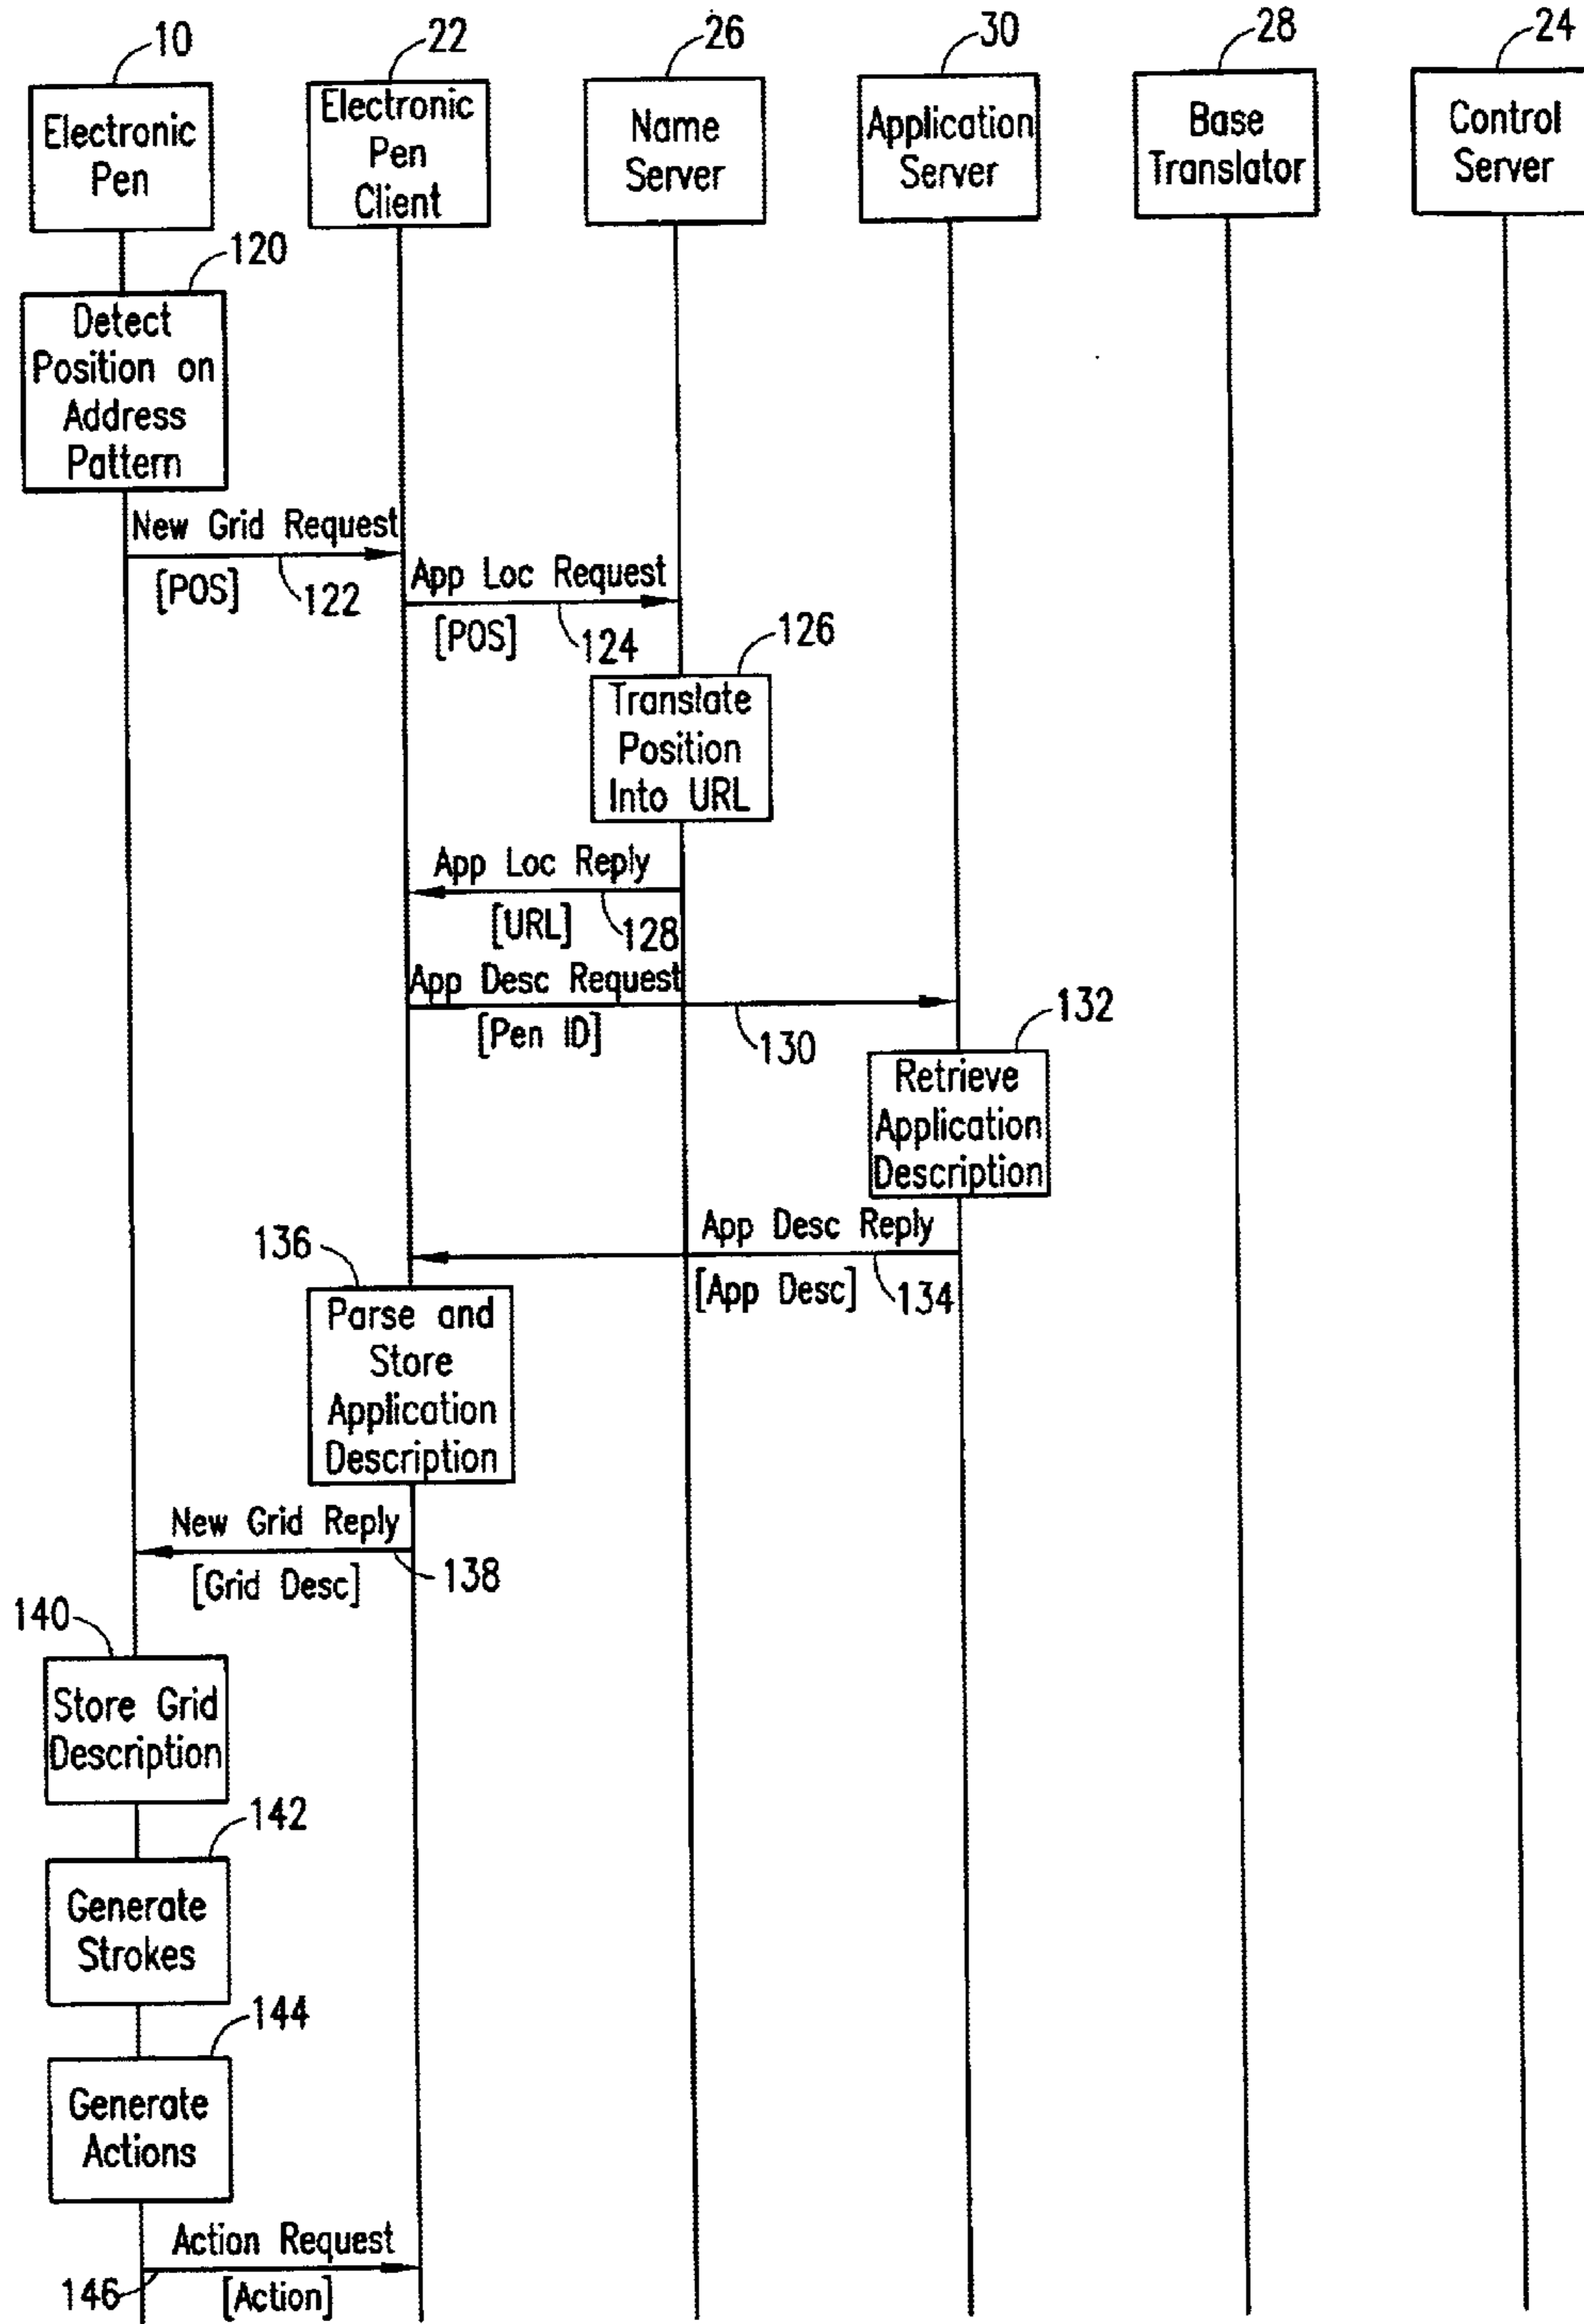 10
22
26
30
28
24
Electronic
Pen
Electronic
Pen
Client
Name
Server
Application
Server
Base
Translator
Control
Server
120
Detect
Position on
Address
Pattern
New Grid Request
[POS]
122
App Loc Request
[POS]
124
126
Translate
Position
Into URL
App Loc Reply
[URL]
128
App Desc Request
[Pen ID]
130
132
Retrieve
Application
Description
App Desc Reply
[App Desc]
134
136
Parse and
Store
Application
Description
New Grid Reply
[Grid Desc]
138
140
Store Grid
Description
142
Generate
Strokes
144
Generate
Actions
Action Request
146
[Action]